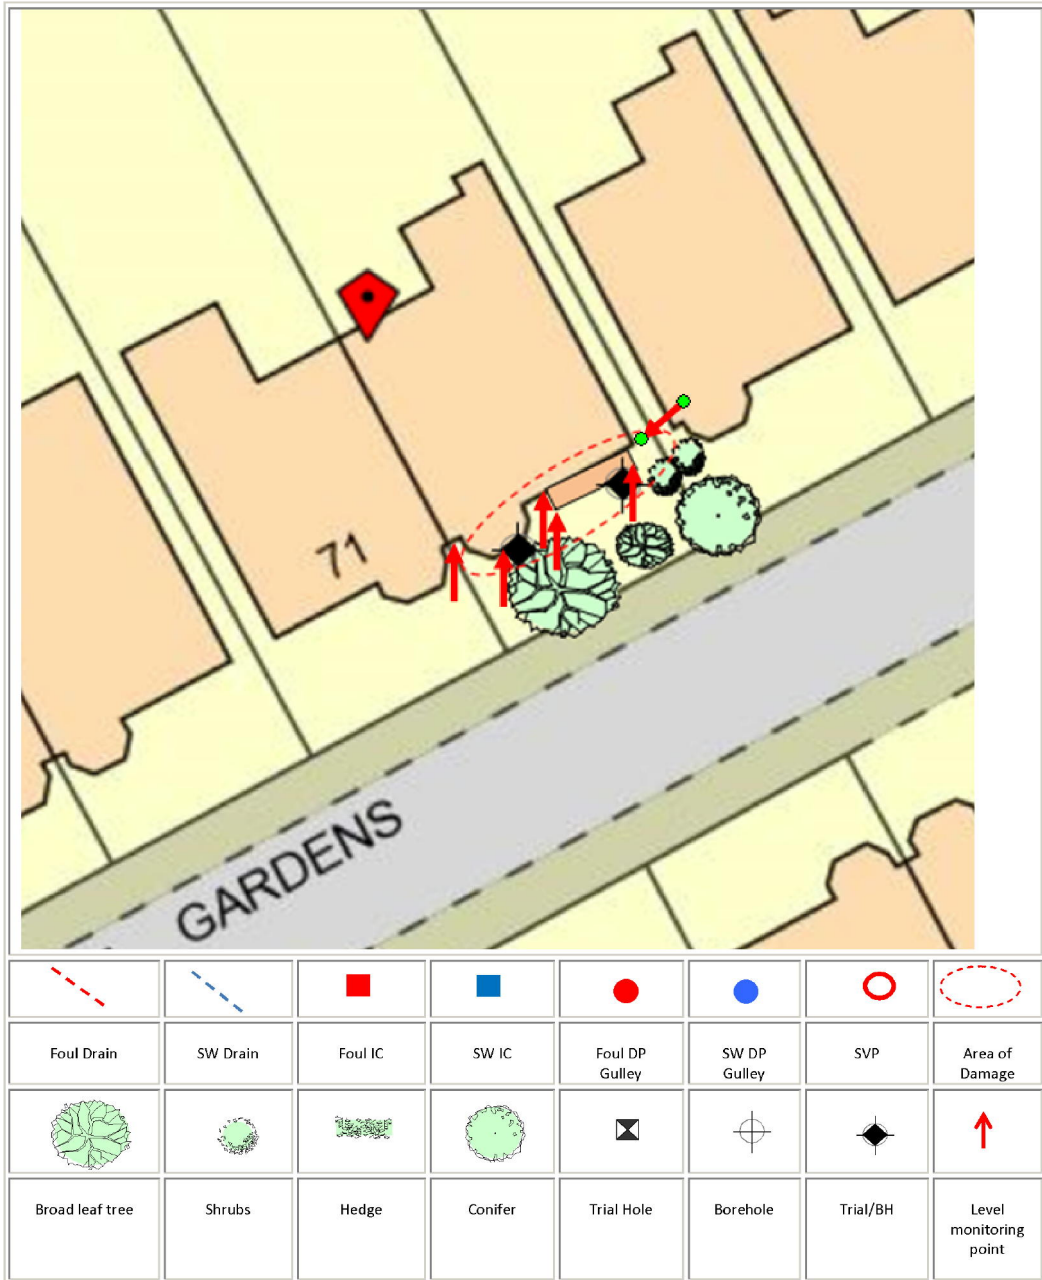 71
GARDENS
Foul Drain
SW Drain
Foul IC
SW IC
Foul DP
Gulley
SW DP
Gulley
SVP
Area of
Damage
Broad leaf tree
Shrubs
Hedge
Conifer
Trial Hole
Borehole
Trial/BH
Level
monitoring
point